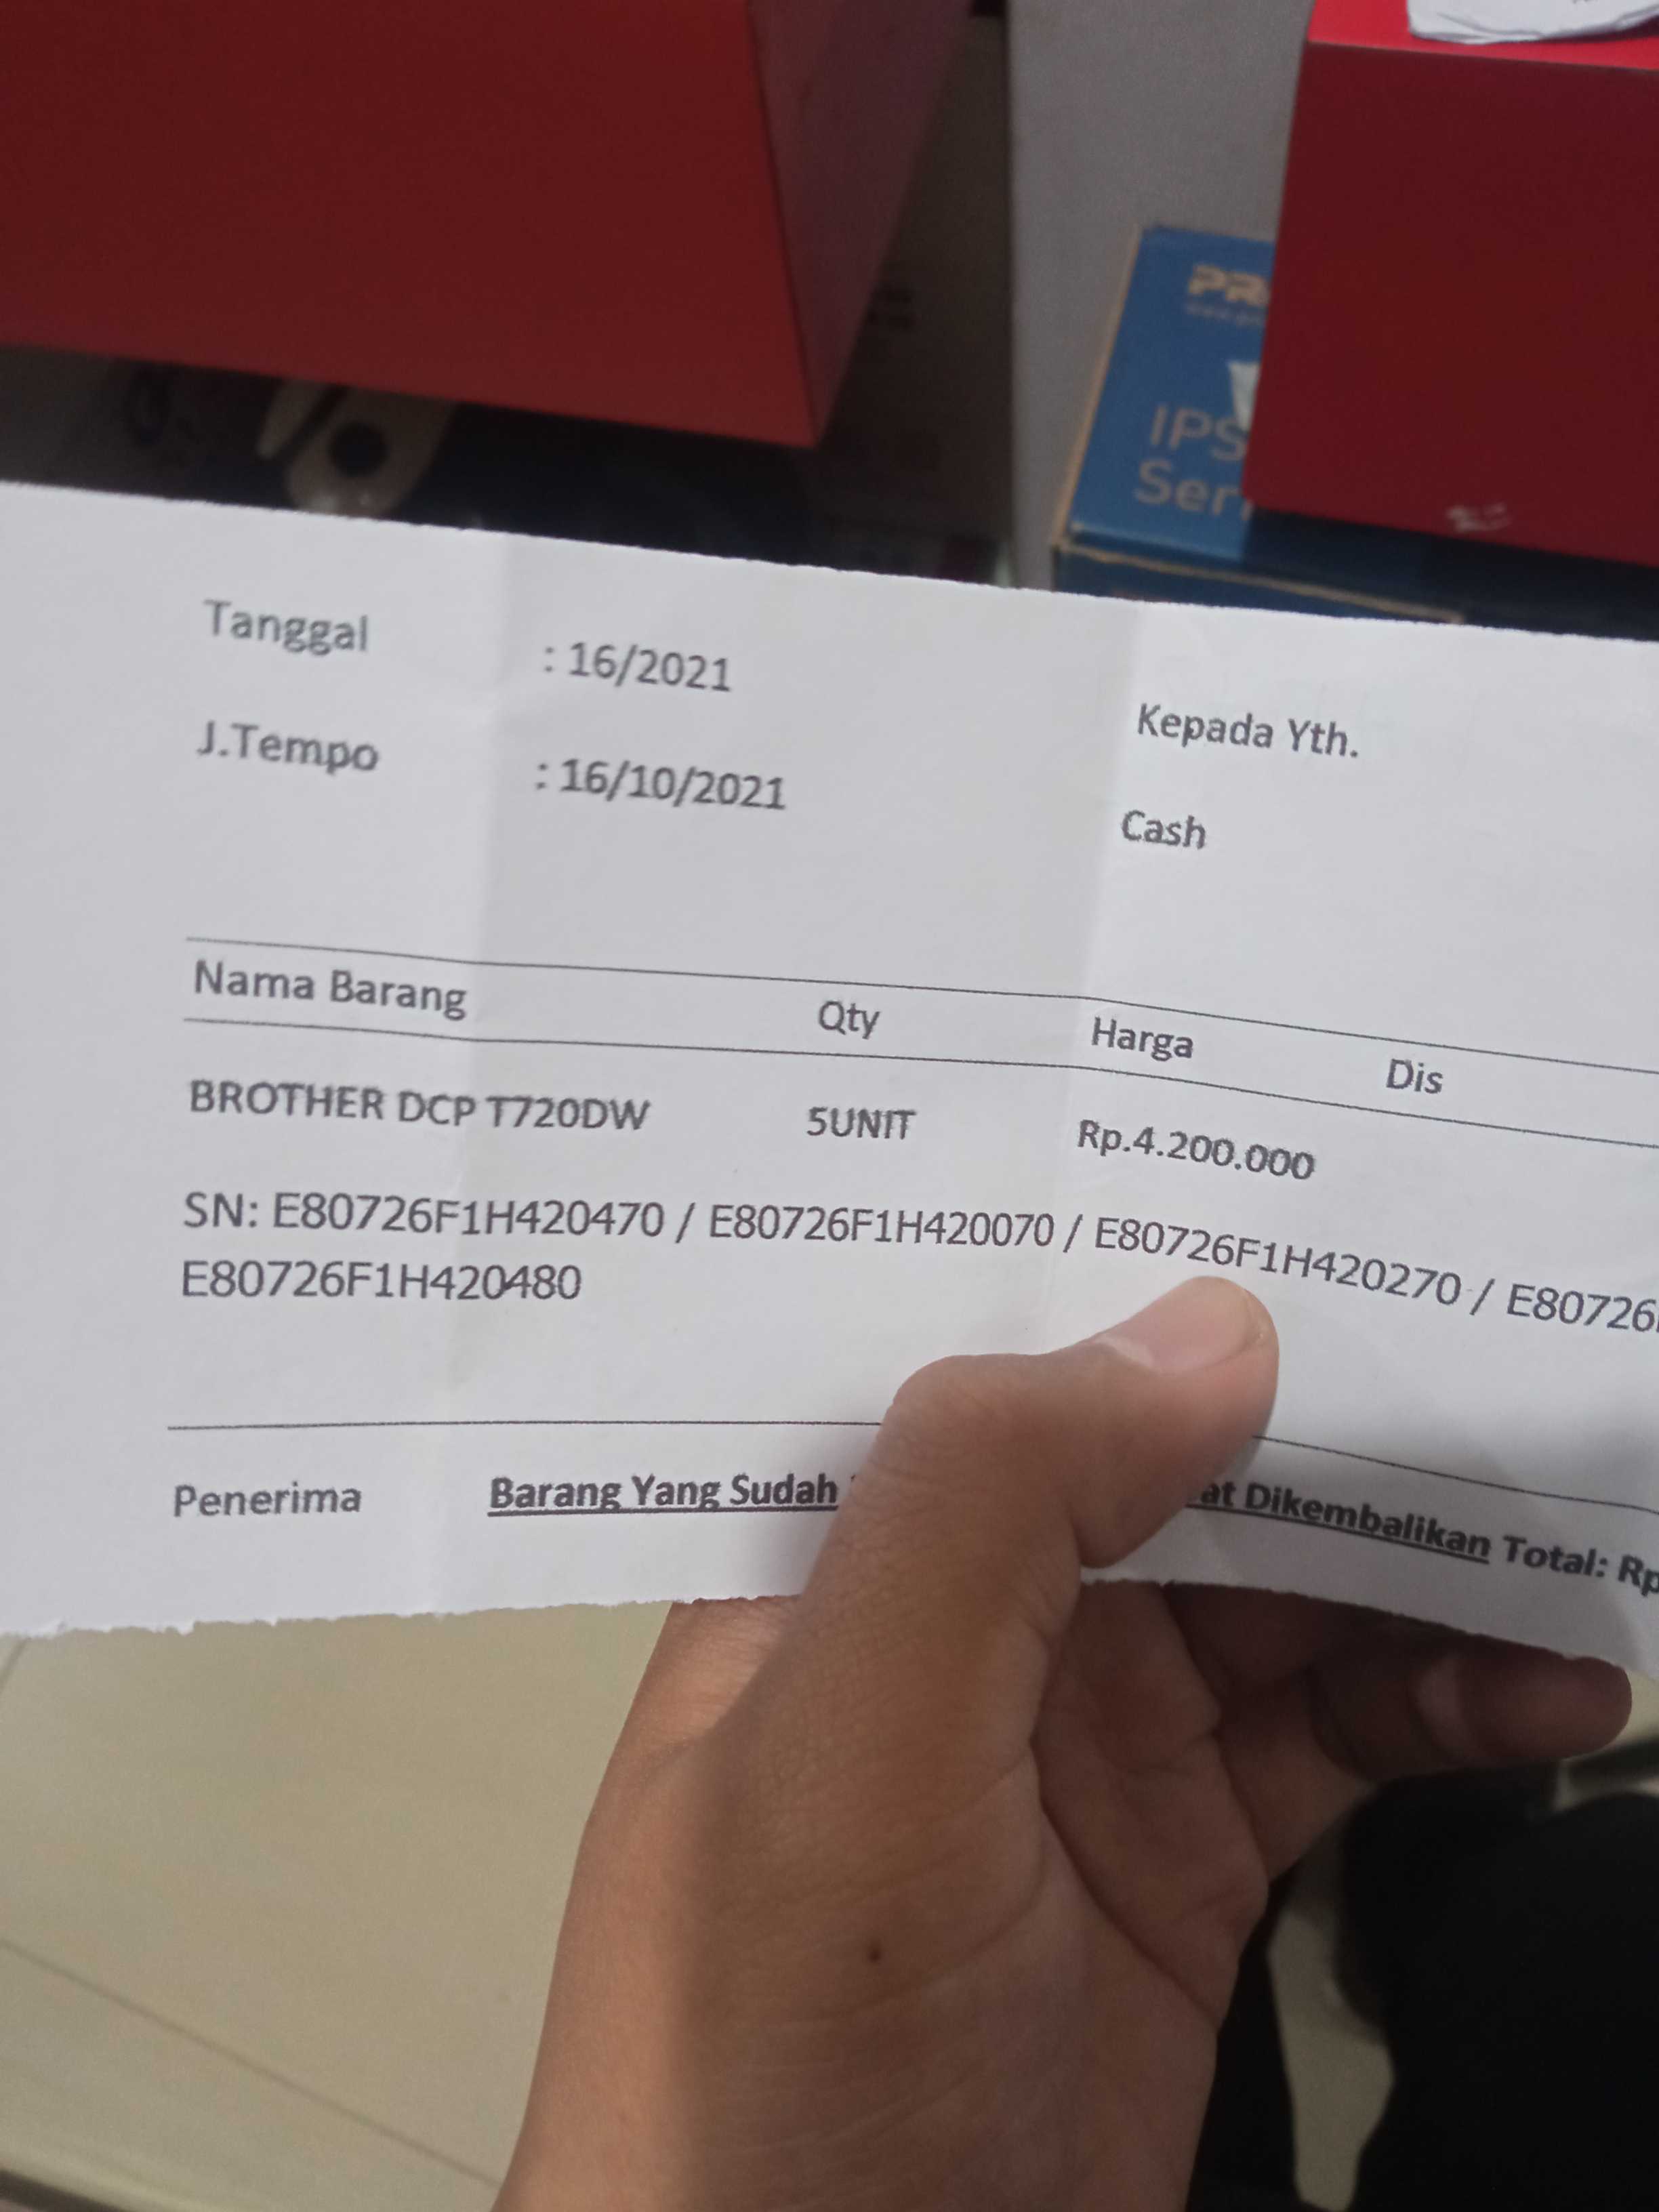 IPS
Tanggal : 16/2021
Kepada Yth.
J.Tempo : 16/10/2021
Cash
Nama Barang Qty Harga Dis
BROTHER DCP T720DW 5UNIT Rp.4.200.000
SN: E80726F1H420470 / E80726F1H420070 / E80726F1H420270 / E80726
E80726F1H420480
Penerima Barang Yang Sudah Dikembalikan Total: Rp